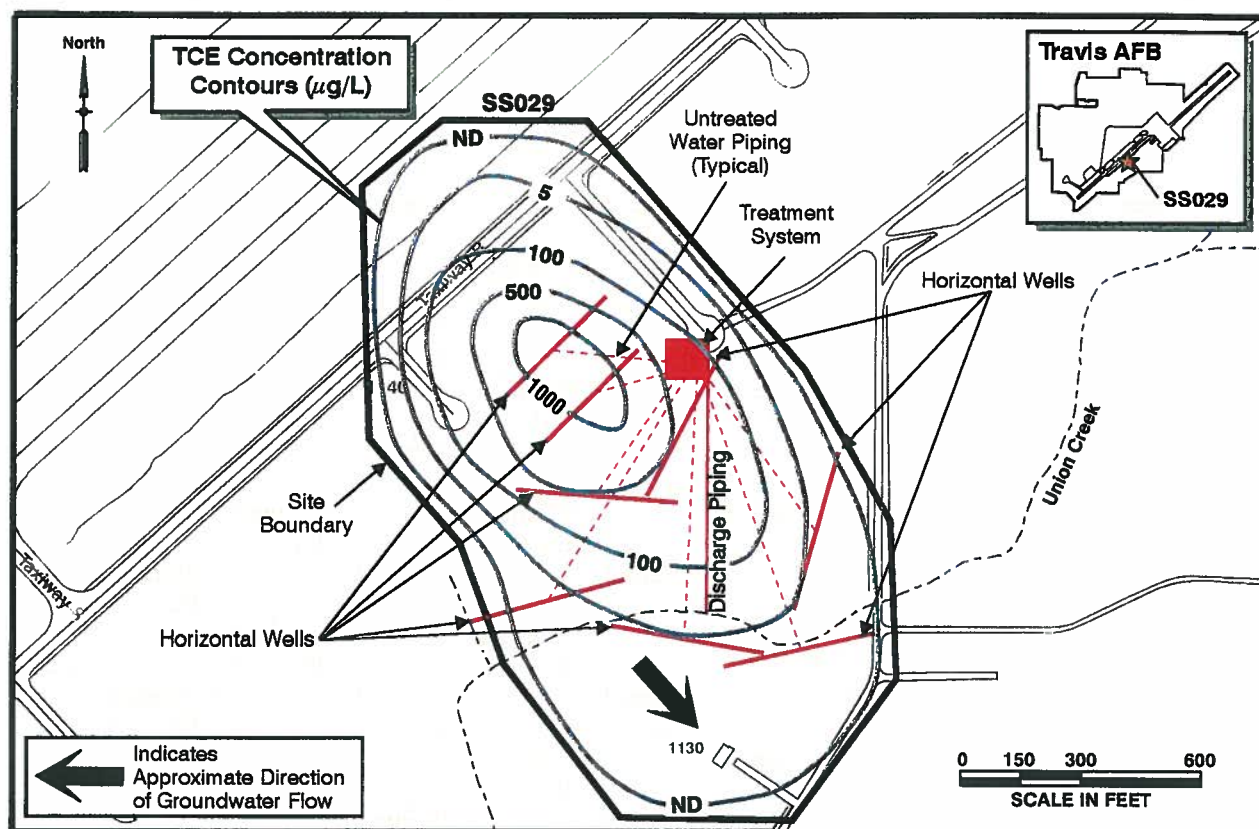 North
TCE Concentration
Contours (µg/L)
SS029
ND
5
100
500
1000
100
ND
Untreated
Water Piping
(Typical)
Treatment
System
Travis AFB
SS029
Horizontal Wells
Taxiway
40
Site
Boundary
Discharge Piping
Union Creek
Taxiway
Horizontal Wells
1130
Indicates
Approximate Direction
of Groundwater Flow
0 150 300 600
SCALE IN FEET